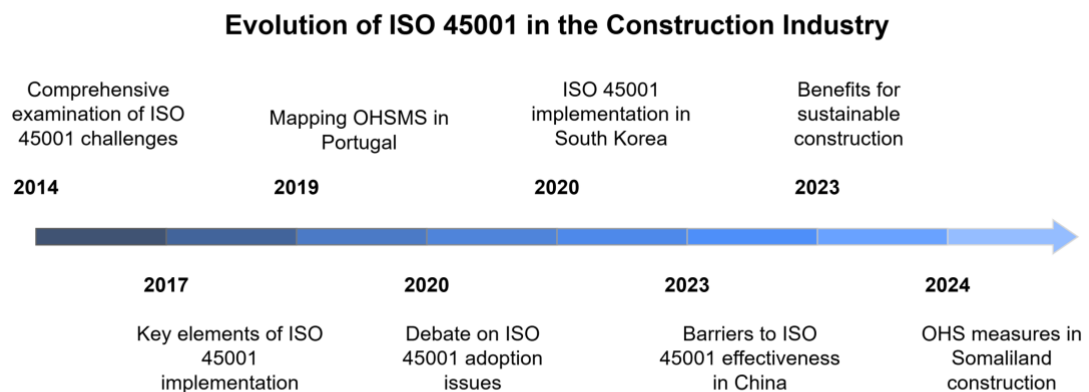 Evolution of ISO 45001 in the Construction Industry
Comprehensive
examination of ISO
45001 challenges
2014
Mapping OHSMS in
Portugal
2019
ISO 45001
implementation in
South Korea
2020
Benefits for
sustainable
construction
2023
2017
Key elements of ISO
45001
implementation
2020
Debate on ISO
45001 adoption
issues
2023
Barriers to ISO
45001 effectiveness
in China
2024
OHS measures in
Somaliland
construction